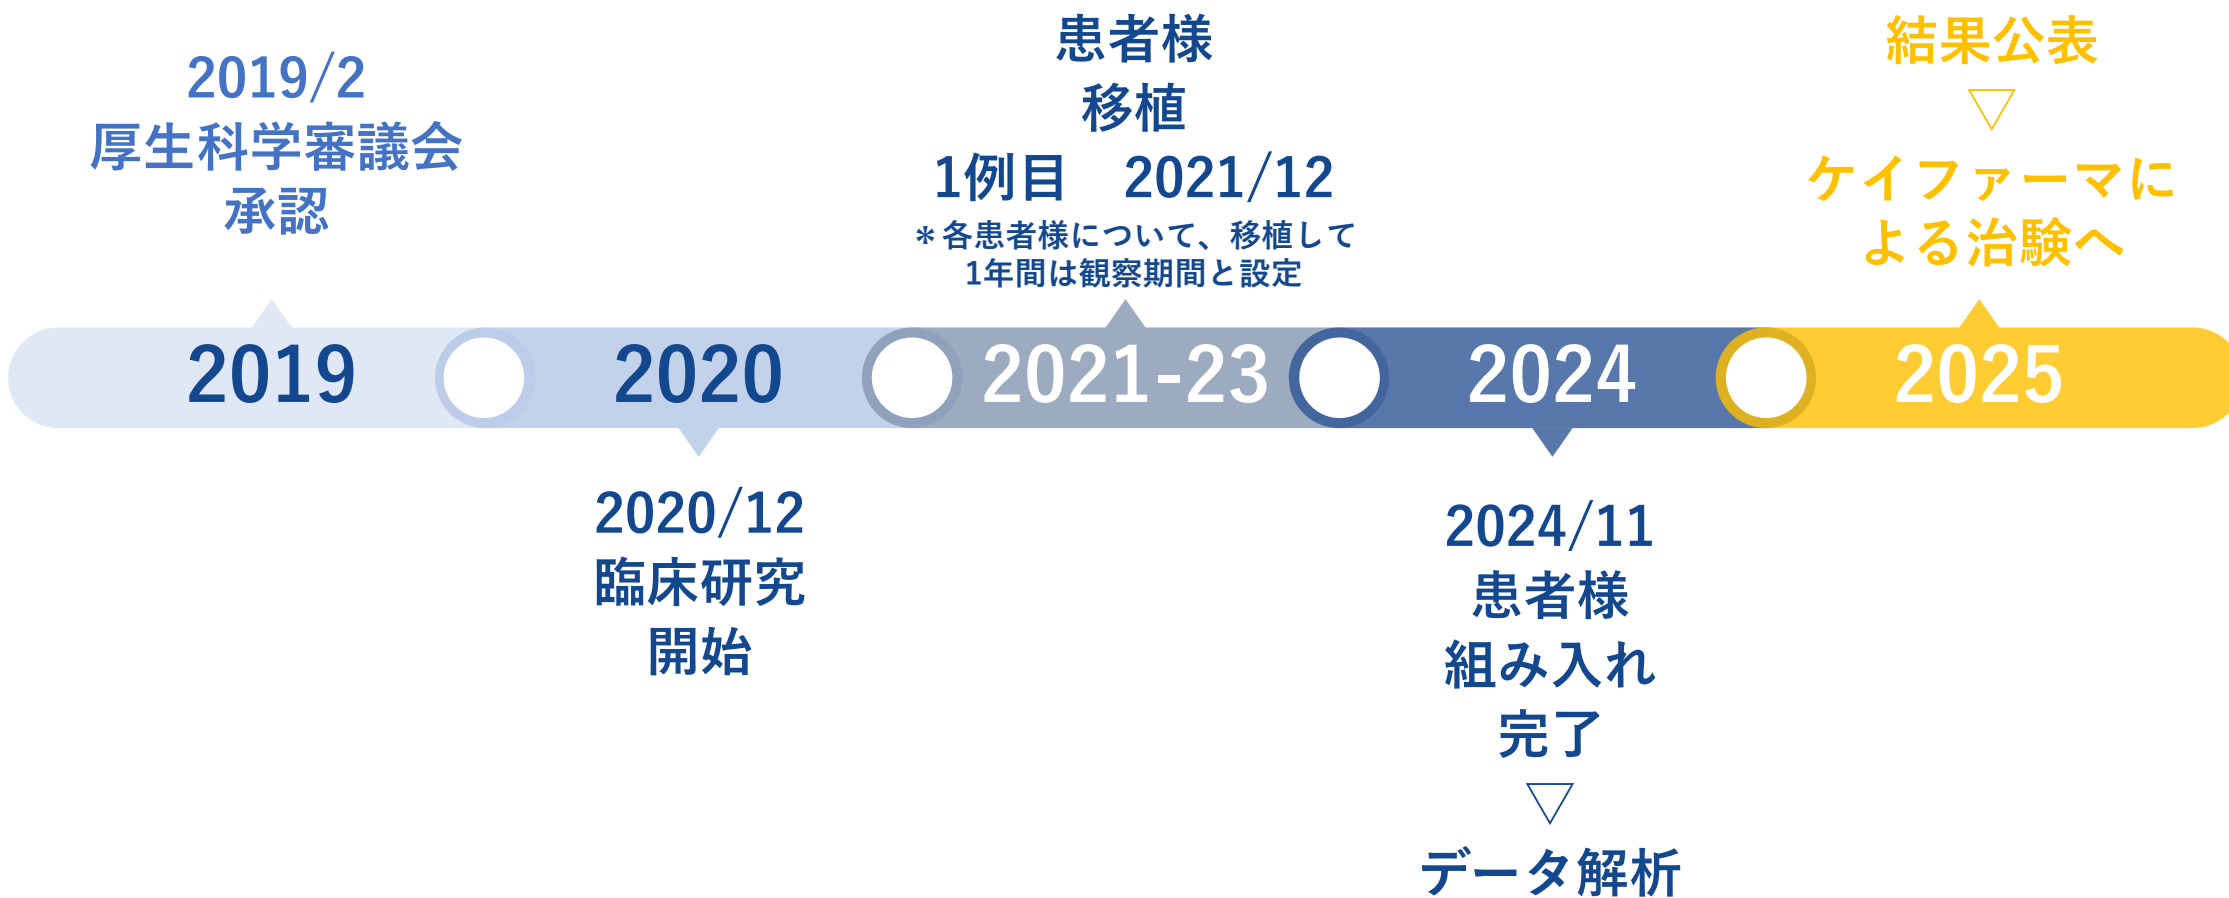 2019/2
厚生科学審議会
承認
患者様
移植
1例目　2021/12
＊各患者様について、移植して
1年間は観察期間と設定
結果公表
▽
ケイファーマに
よる治験へ
2019
2020
2021-23
2024
2025
2020/12
臨床研究
開始
2024/11
患者様
組み入れ
完了
▽
データ解析